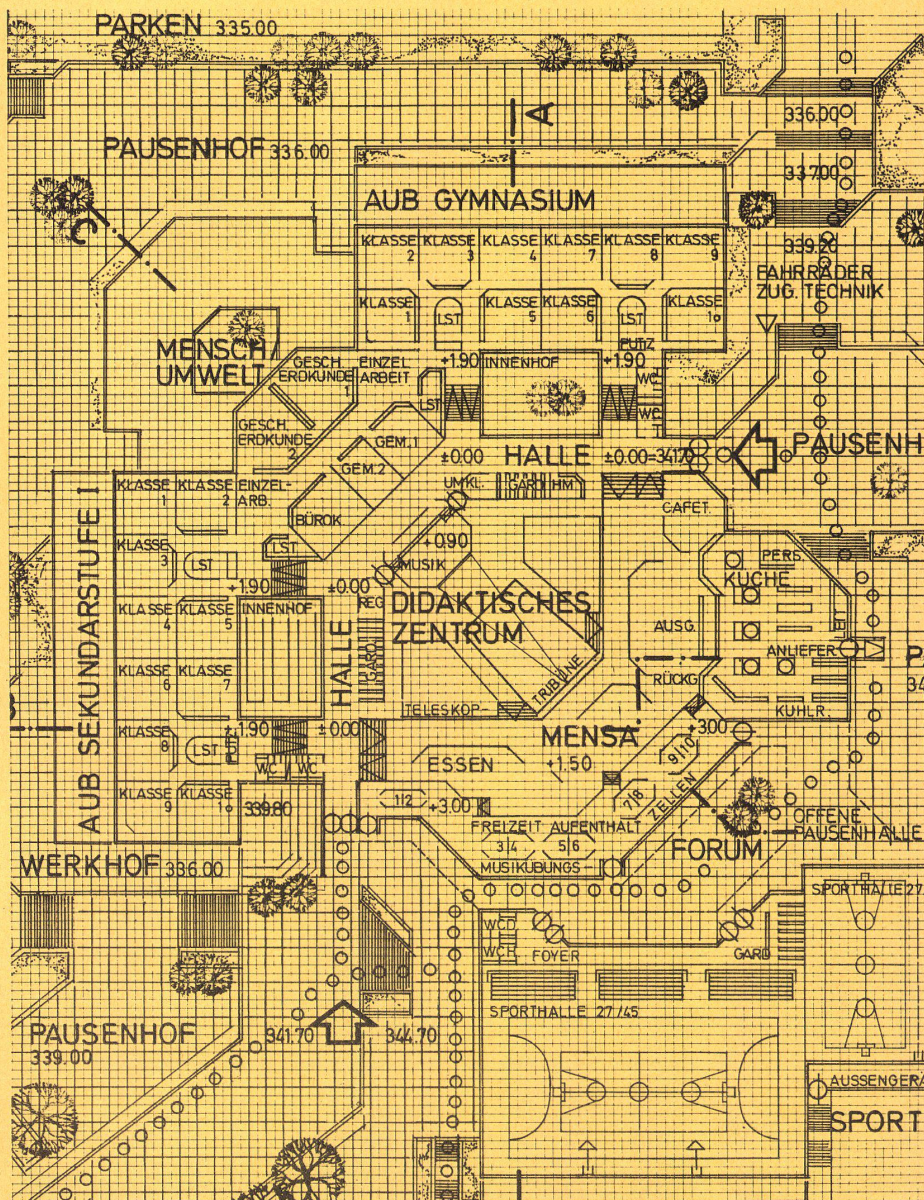 PARKEN 335.00
A
336.00
PAUSENHOF 336.00
337.00
AUB GYMNASIUM
C
339.20
KLASSE 2
KLASSE 3
KLASSE 4
KLASSE 7
KLASSE 8
KLASSE 9
FAHRRÄDER
ZUG. TECHNIK
KLASSE 1
LST
KLASSE 5
KLASSE 6
LST
KLASSE 10
PUTZ
MENSCH/
UMWELT
GESCH.
ERDKUNDE
1
EINZEL
ARBEIT
+1.90
INNENHOF
+1.90
WC
LST
WC
GESCH.
ERDKUNDE
2
GEM.1
GEM.2
±0.00
HALLE
±0.00=341.70
PAUSENH
UMKL.
GARD
HM
KLASSE 1
KLASSE 2
EINZEL-
ARB.
CAFET.
BÜROK
AUB SEKUNDARSTUFE I
KLASSE 3
LST
LST
+0.90
MUSIK
PERS
KÜCHE
+1.90
±0.00
REG
KLASSE 4
KLASSE 5
INNENHOF
DIDAKTISCHES
ZENTRUM
HALLE
GARD
AUSG.
LEIT
ANLIEFER
P
34
KLASSE 6
KLASSE 7
RÜCKG
TRIBÜNE
TELESKOP-
KÜHLR.
KLASSE 8
LST
+1.90
±0.00
MENSA
+3.00
WC
WC
ESSEN
+1.50
9|10
KLASSE 9
KLASSE 10
339.80
1|2
+3.00
7|8
ZIELLEN
FREIZEIT AUFENTHALT
3|4
5|6
OFFENE
PAUSENHALLE
MUSIKÜBUNGS-
FORUM
WERKHOF 336.00
SPORTHALLE 27
WC D
WC H
FOYER
GARD
SPORTHALLE 27/45
PAUSENHOF
339.00
341.70
344.70
AUSSENGERÄ
SPORT